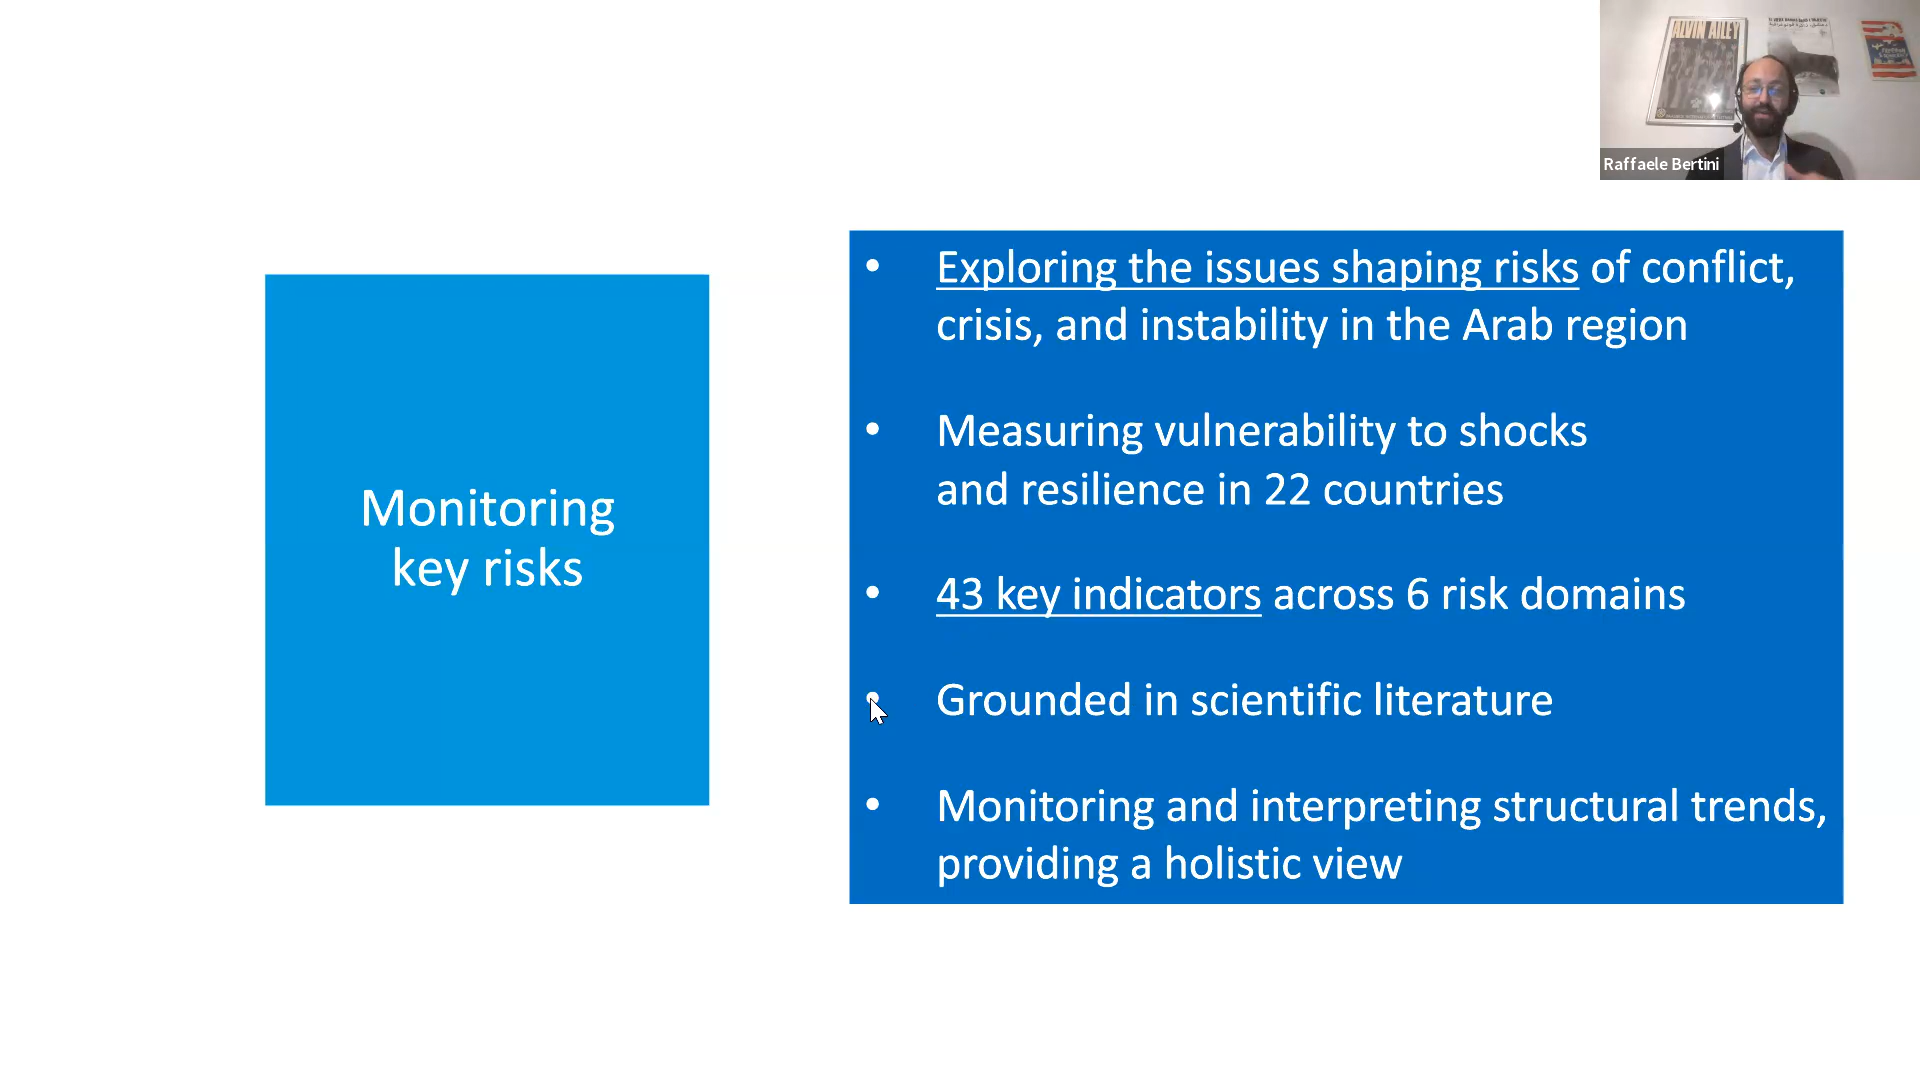 ALVIN AILEY
Raffaele Bertini
Monitoring
key risks
• Exploring the issues shaping risks of conflict,
crisis, and instability in the Arab region
• Measuring vulnerability to shocks
and resilience in 22 countries
• 43 key indicators across 6 risk domains
• Grounded in scientific literature
• Monitoring and interpreting structural trends,
providing a holistic view